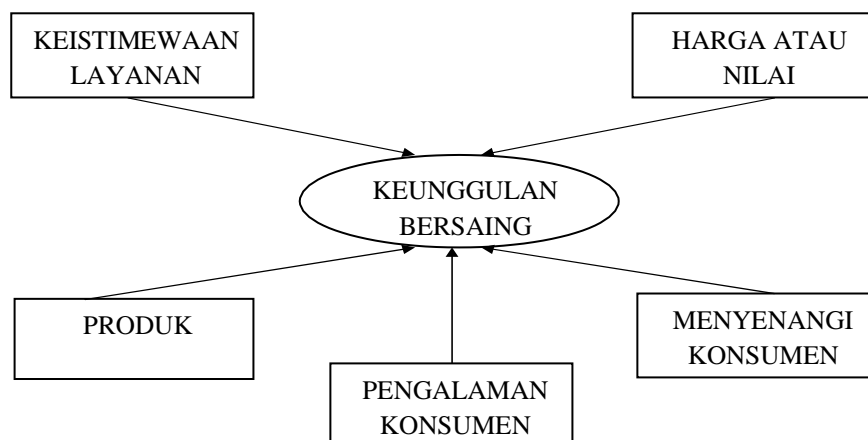 KEISTIMEWAAN
LAYANAN
HARGA ATAU
NILAI
KEUNGGULAN
BERSAING
PRODUK
MENYENANGI
KONSUMEN
PENGALAMAN
KONSUMEN